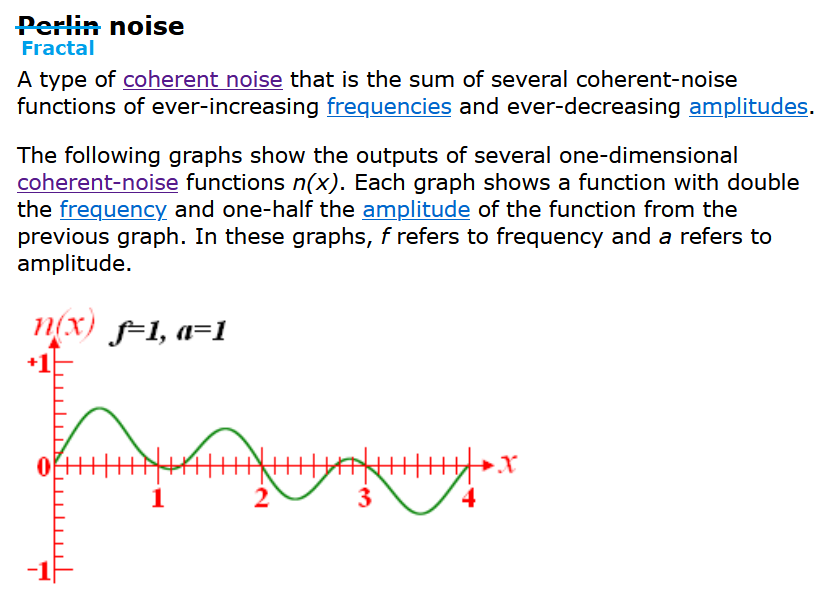 Perlin noise
Fractal
A type of coherent noise that is the sum of several coherent-noise
functions of ever-increasing frequencies and ever-decreasing amplitudes.
The following graphs show the outputs of several one-dimensional
coherent-noise functions n(x). Each graph shows a function with double
the frequency and one-half the amplitude of the function from the
previous graph. In these graphs, f refers to frequency and a refers to
amplitude.
n(x) f=1, a=1
+1
0
x
1 2 3 4
-1